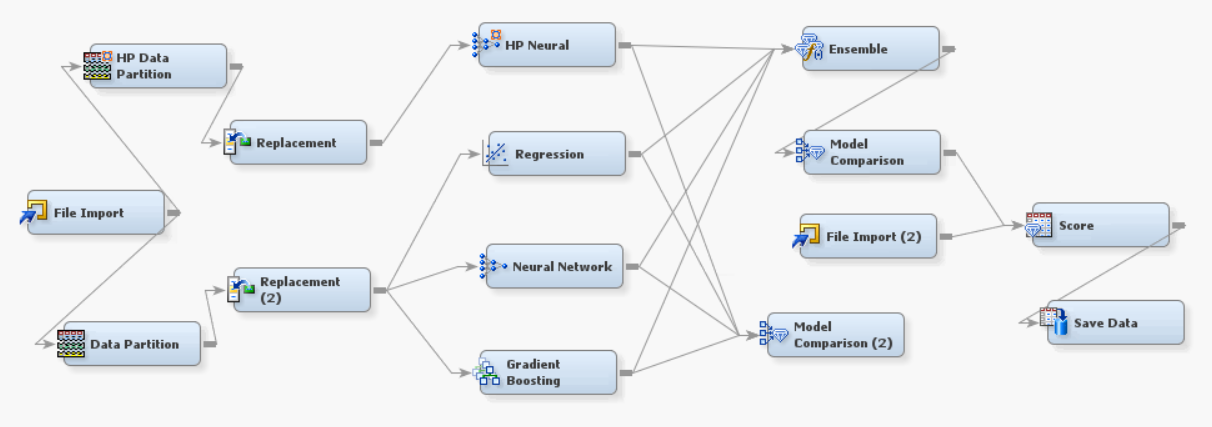 HP Data
Partition
HP Neural
Ensemble
Replacement
Regression
Model
Comparison
File Import
File Import (2)
Score
Replacement
(2)
Neural Network
Data Partition
Model
Comparison (2)
Save Data
Gradient
Boosting